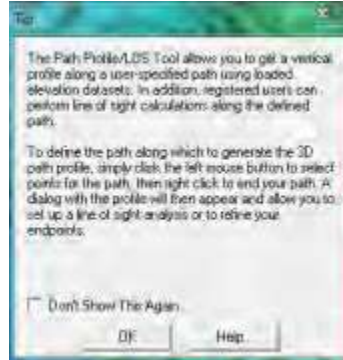 Tip
The Path Profile/LOS Tool allows you to get a vertical
profile along a user-specified path using loaded
elevation datasets. In addition, registered users can
perform line of sight calculations along the defined
path.
To define the path along which to generate the 3D
path profile, simply click the left mouse button to select
points for the path, then right click to end your path. A
dialog with the profile will then appear and allow you to
set up a line of sight analysis or to refine your
endpoints.
Don't Show This Again
OK
Help